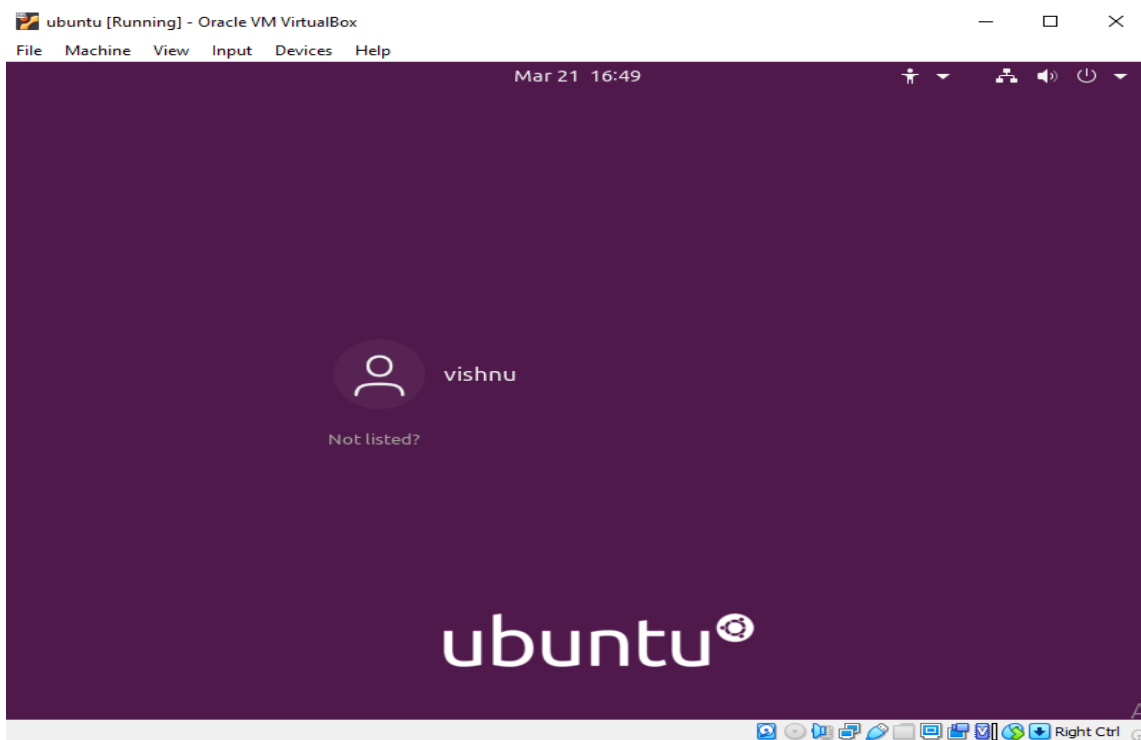 ubuntu [Running] - Oracle VM VirtualBox
File Machine View Input Devices Help
Mar 21 16:49
vishnu
Not listed?
ubuntu
Right Ctrl